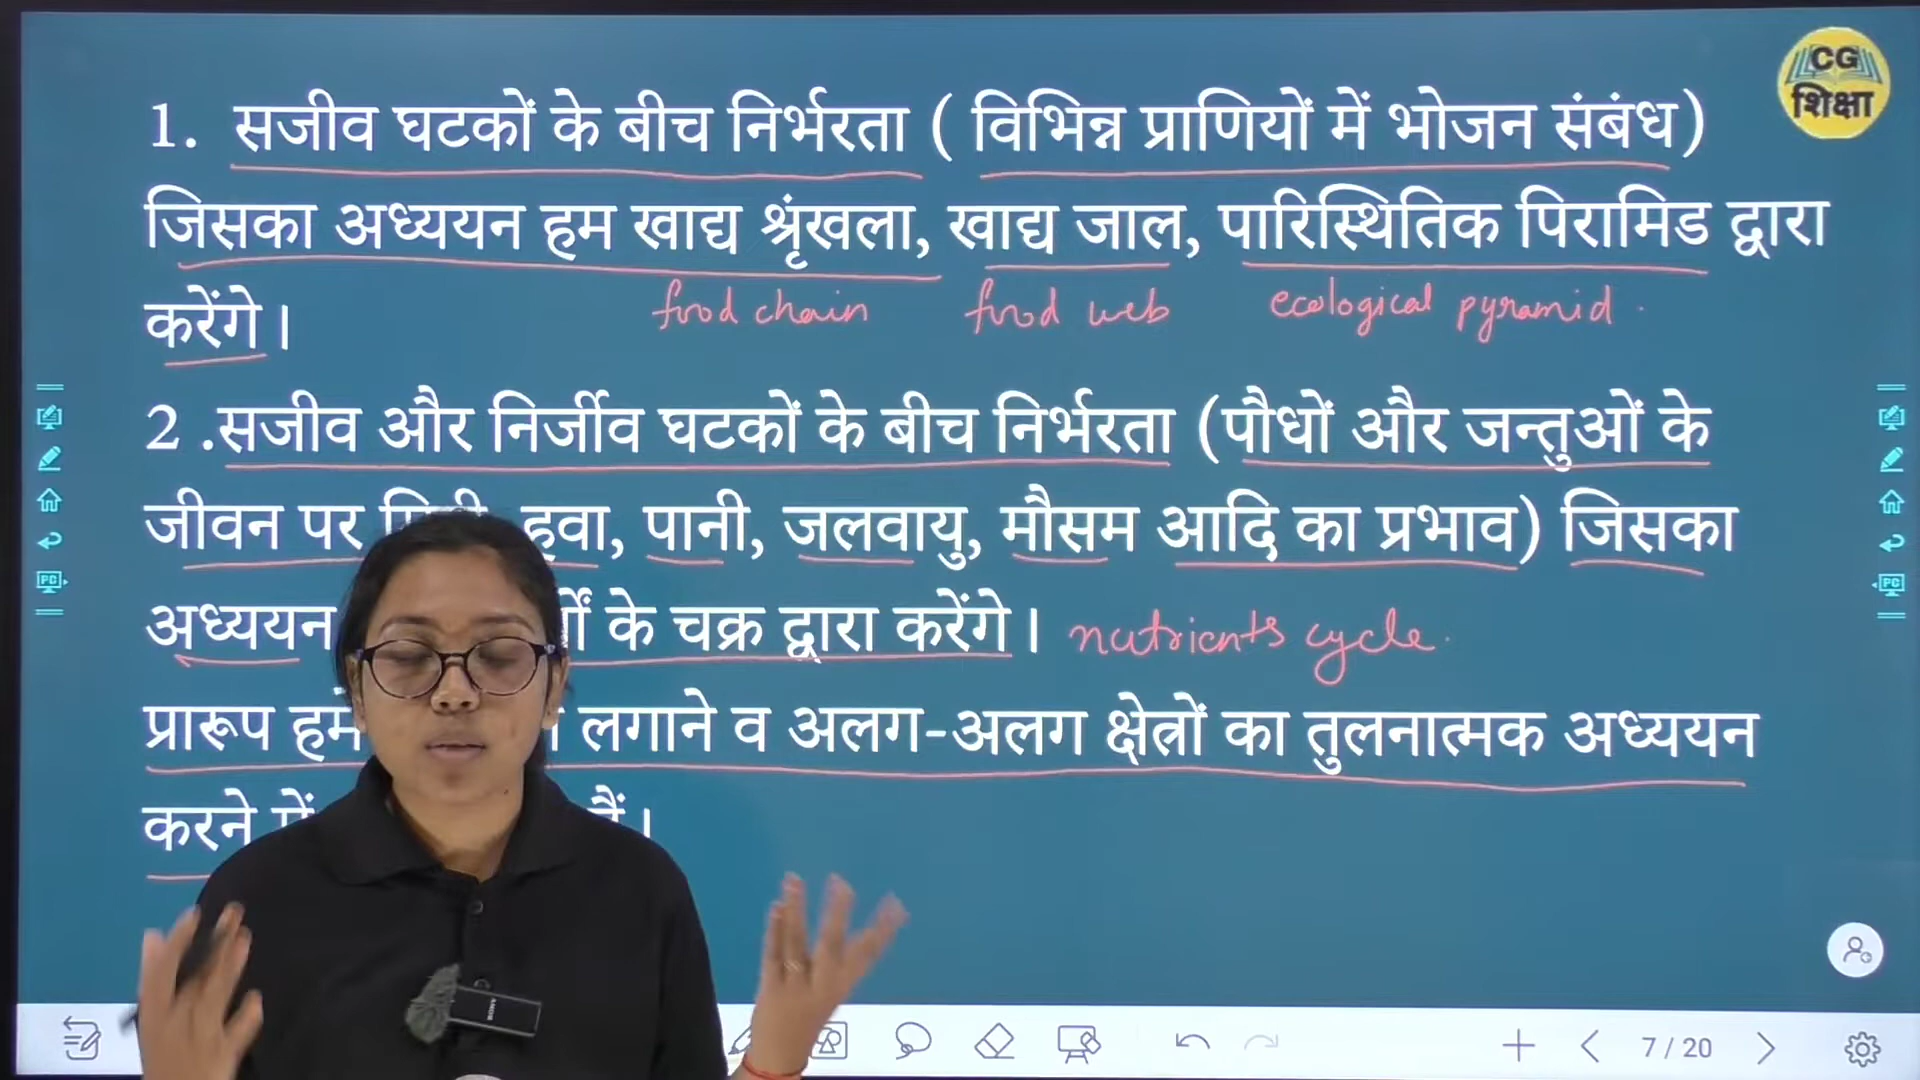 CG
शिक्षा
1. सजीव घटकों के बीच निर्भरता ( विभिन्न प्राणियों में भोजन संबंध)
जिसका अध्ययन हम खाद्य श्रृंखला, खाद्य जाल, पारिस्थितिक पिरामिड द्वारा
food chain food web ecological pyramid
करेंगे।
2 .सजीव और निर्जीव घटकों के बीच निर्भरता (पौधों और जन्तुओं के
जीवन पर हवा, पानी, जलवायु, मौसम आदि का प्रभाव) जिसका
अध्ययन के चक्र द्वारा करेंगे। nutrients cycle.
प्रारूप लगाने व अलग-अलग क्षेत्रों का तुलनात्मक अध्ययन
करने
7 / 20